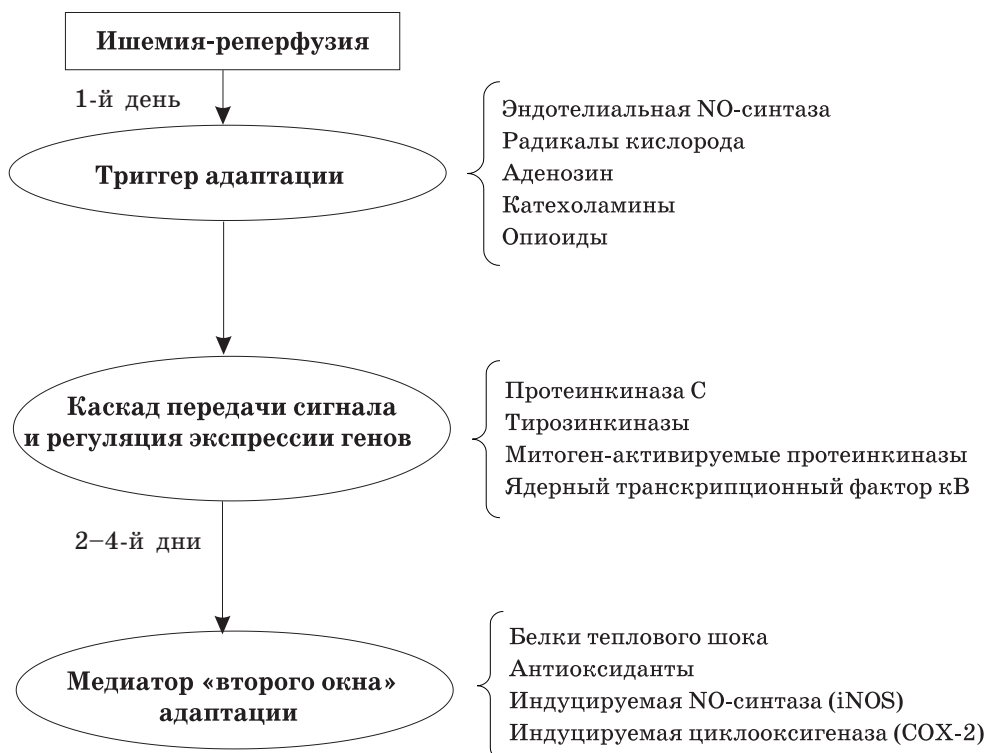 Ишемия-реперфузия
1-й день
Триггер адаптации
Эндотелиальная NO-синтаза
Радикалы кислорода
Аденозин
Катехоламины
Опиоиды
Каскад передачи сигнала
и регуляция экспрессии генов
Протеинкиназа С
Тирозинкиназы
Митоген-активируемые протеинкиназы
Ядерный транскрипционный фактор кВ
2–4-й дни
Медиатор «второго окна»
адаптации
Белки теплового шока
Антиоксиданты
Индуцируемая NO-синтаза (iNOS)
Индуцируемая циклооксигеназа (COX-2)